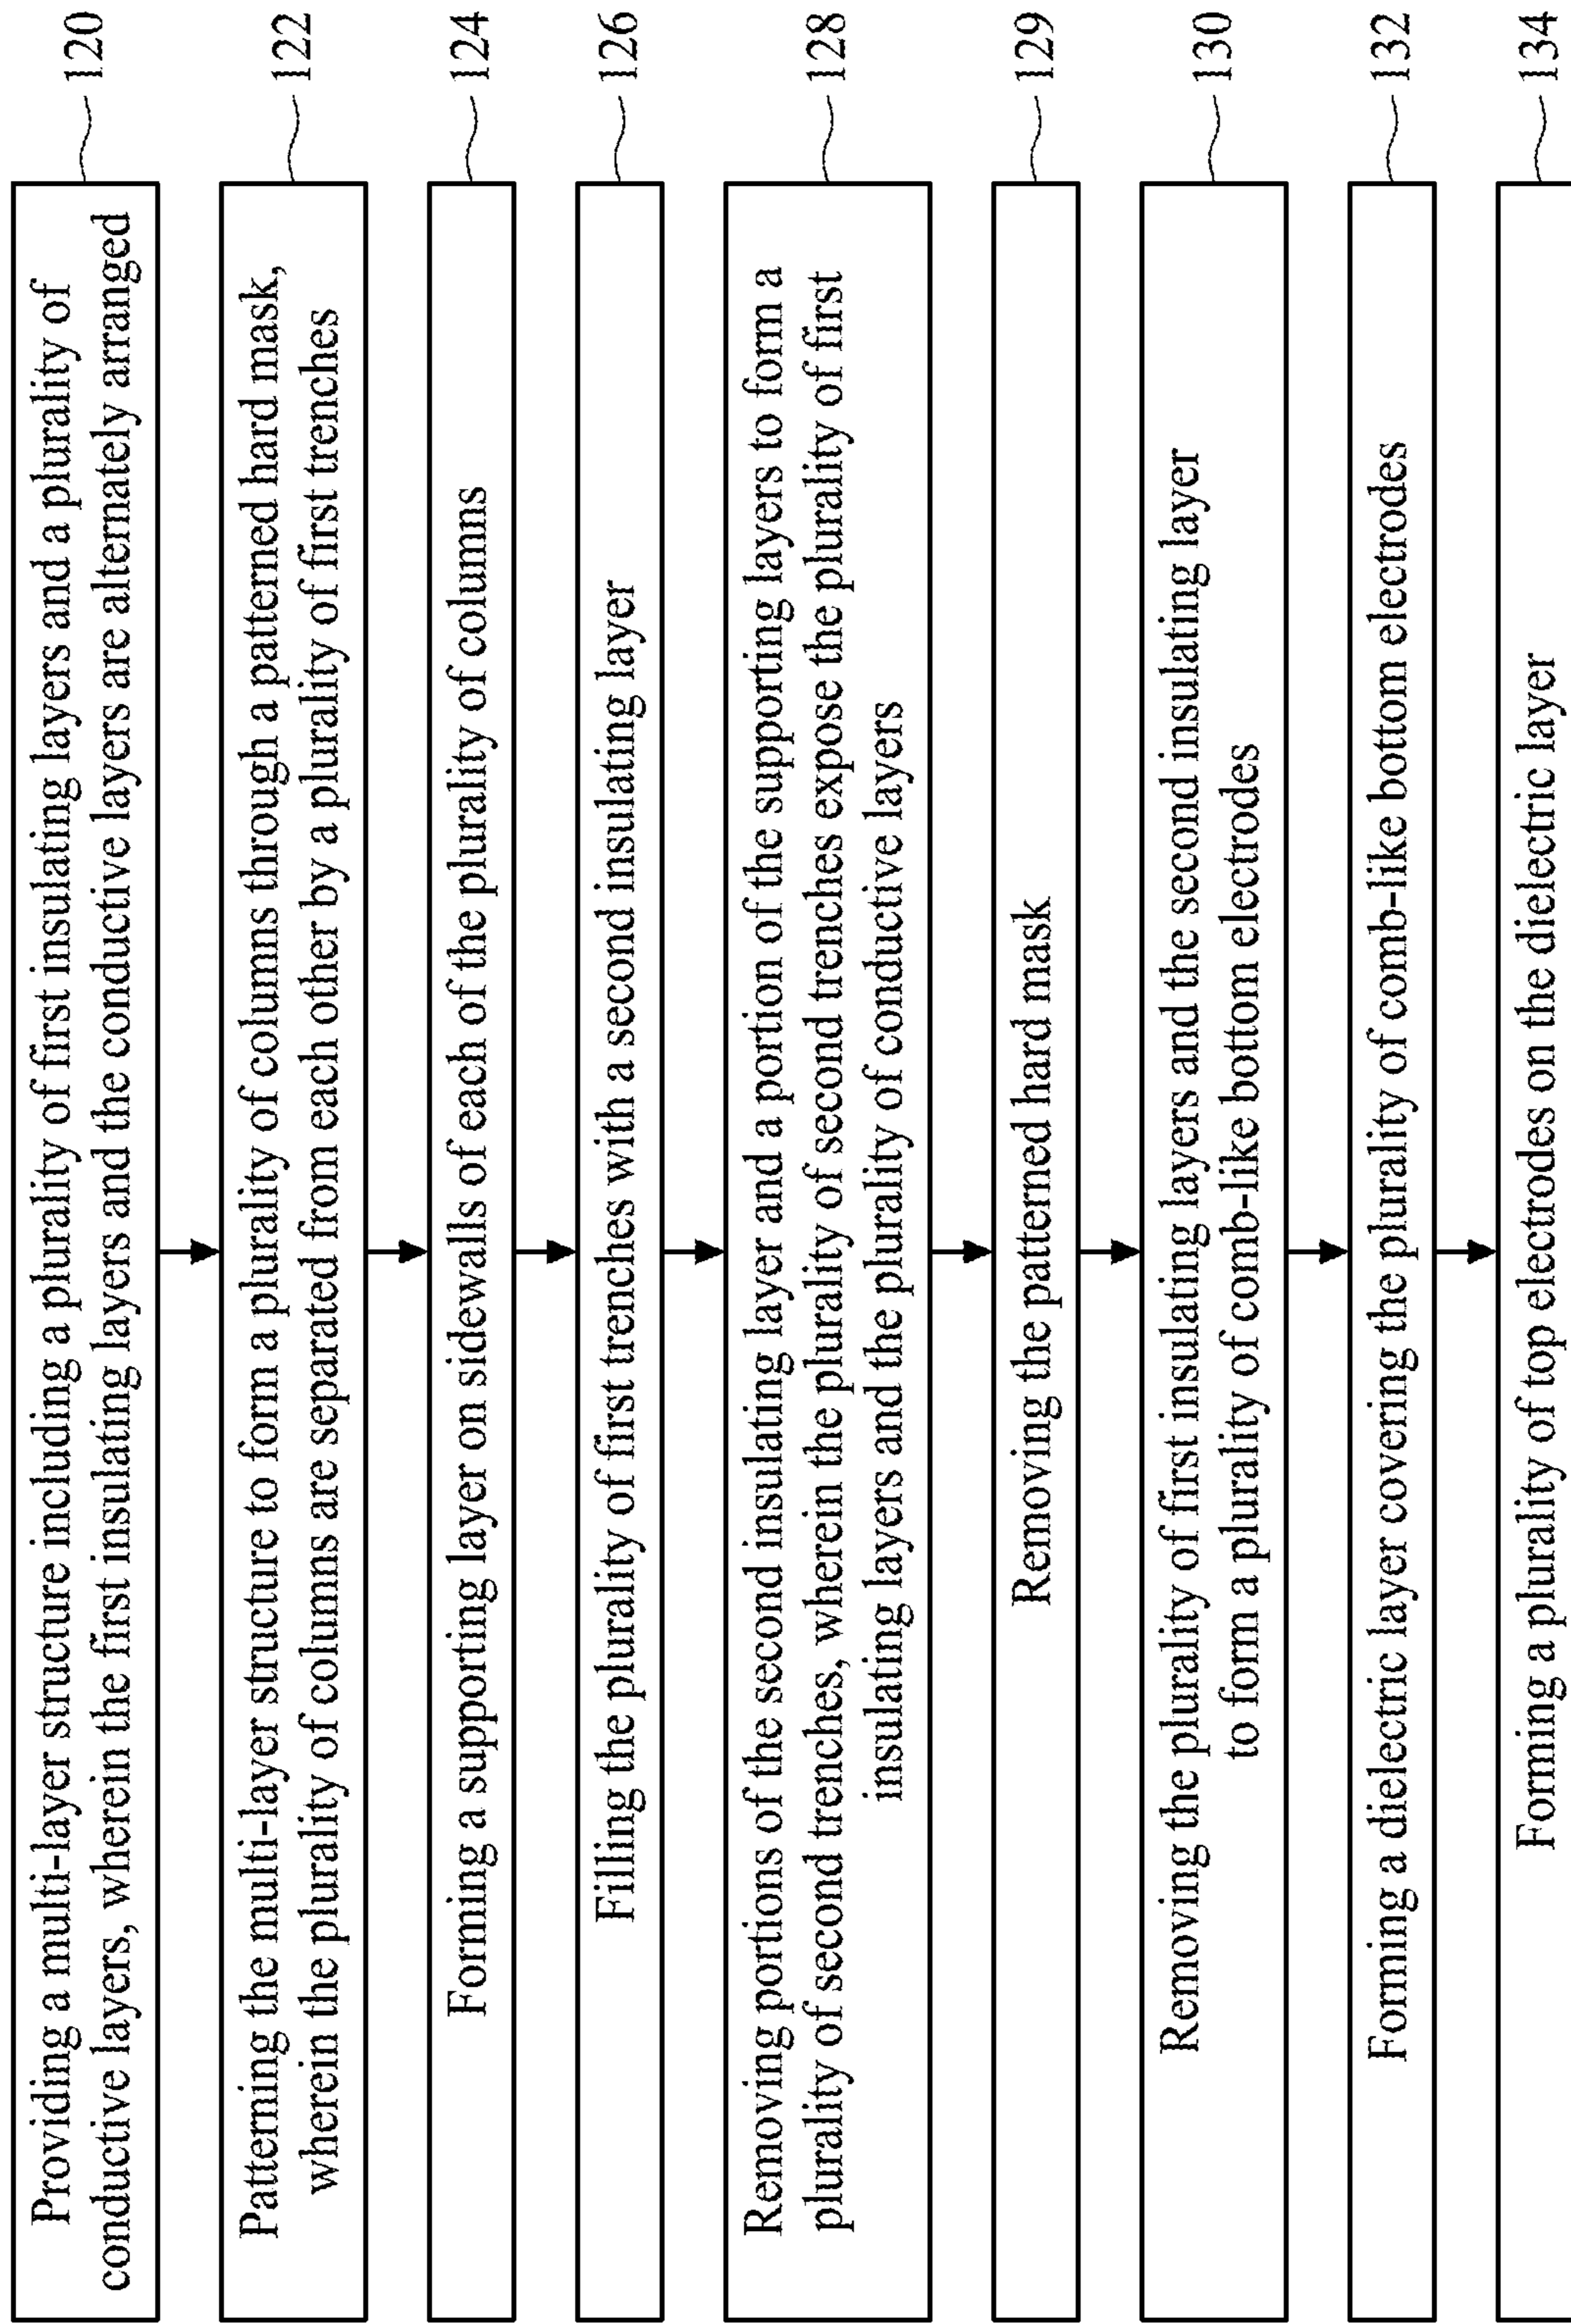 Providing a multi-layer structure including a plurality of first insulating layers and a plurality of
conductive layers, wherein the first insulating layers and the conductive layers are alternately arranged
120
Patterning the multi-layer structure to form a plurality of columns through a patterned hard mask,
wherein the plurality of columns are separated from each other by a plurality of first trenches
122
Forming a supporting layer on sidewalls of each of the plurality of columns
124
Filling the plurality of first trenches with a second insulating layer
126
Removing portions of the second insulating layer and a portion of the supporting layers to form a
plurality of second trenches, wherein the plurality of second trenches expose the plurality of first
insulating layers and the plurality of conductive layers
128
Removing the patterned hard mask
129
Removing the plurality of first insulating layers and the second insulating layer
to form a plurality of comb-like bottom electrodes
130
Forming a dielectric layer covering the plurality of comb-like bottom electrodes
132
Forming a plurality of top electrodes on the dielectric layer
134